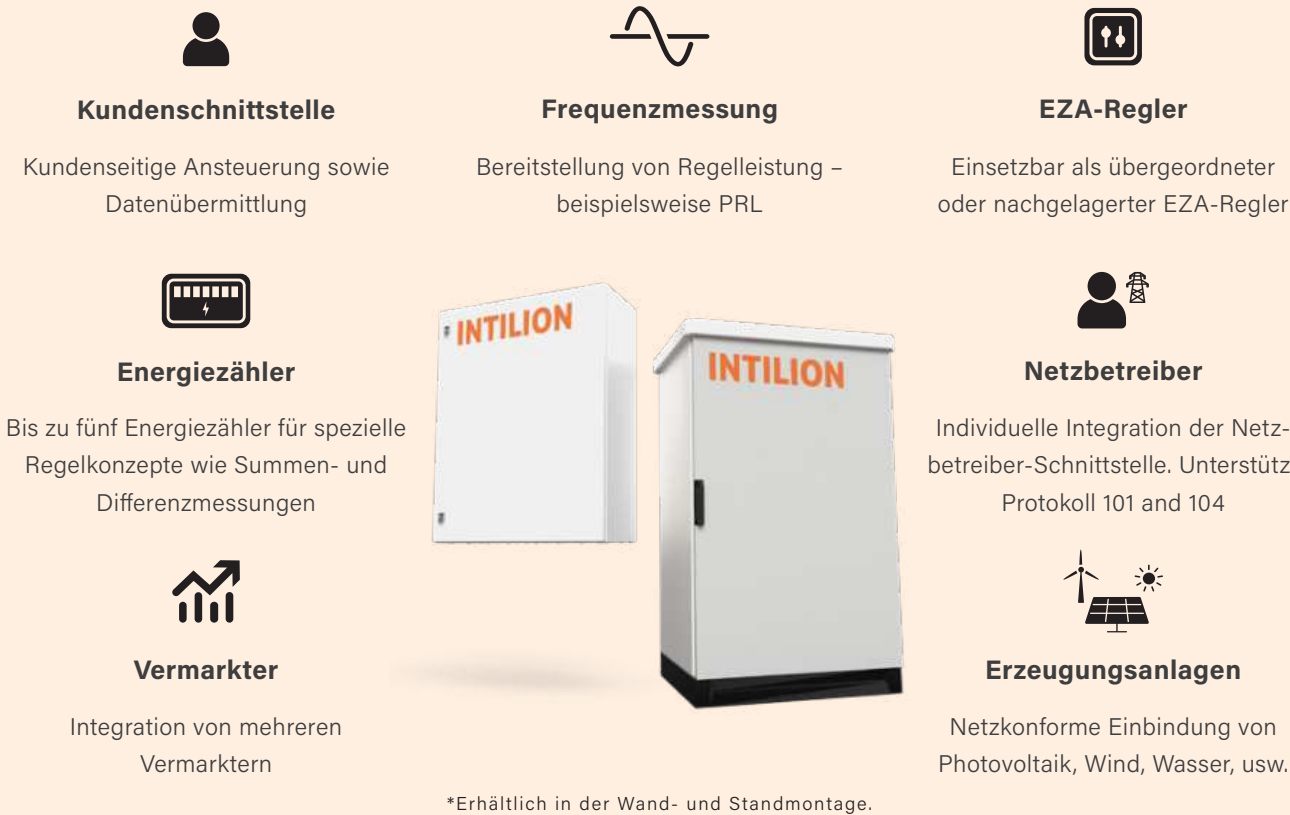 Kundenschnittstelle
Kundenseitige Ansteuerung sowie
Datenübermittlung
Frequenzmessung
Bereitstellung von Regelleistung –
beispielsweise PRL
EZA-Regler
Einsetzbar als übergeordneter
oder nachgelagerter EZA-Regler
Energiezähler
Bis zu fünf Energiezähler für spezielle
Regelkonzepte wie Summen- und
Differenzmessungen
INTILION
INTILION
Netzbetreiber
Individuelle Integration der Netz-
betreiber-Schnittstelle. Unterstütz
Protokoll 101 and 104
Vermarkter
Integration von mehreren
Vermarktern
Erzeugungsanlagen
Netzkonforme Einbindung von
Photovoltaik, Wind, Wasser, usw.
*Erhältlich in der Wand- und Standmontage.